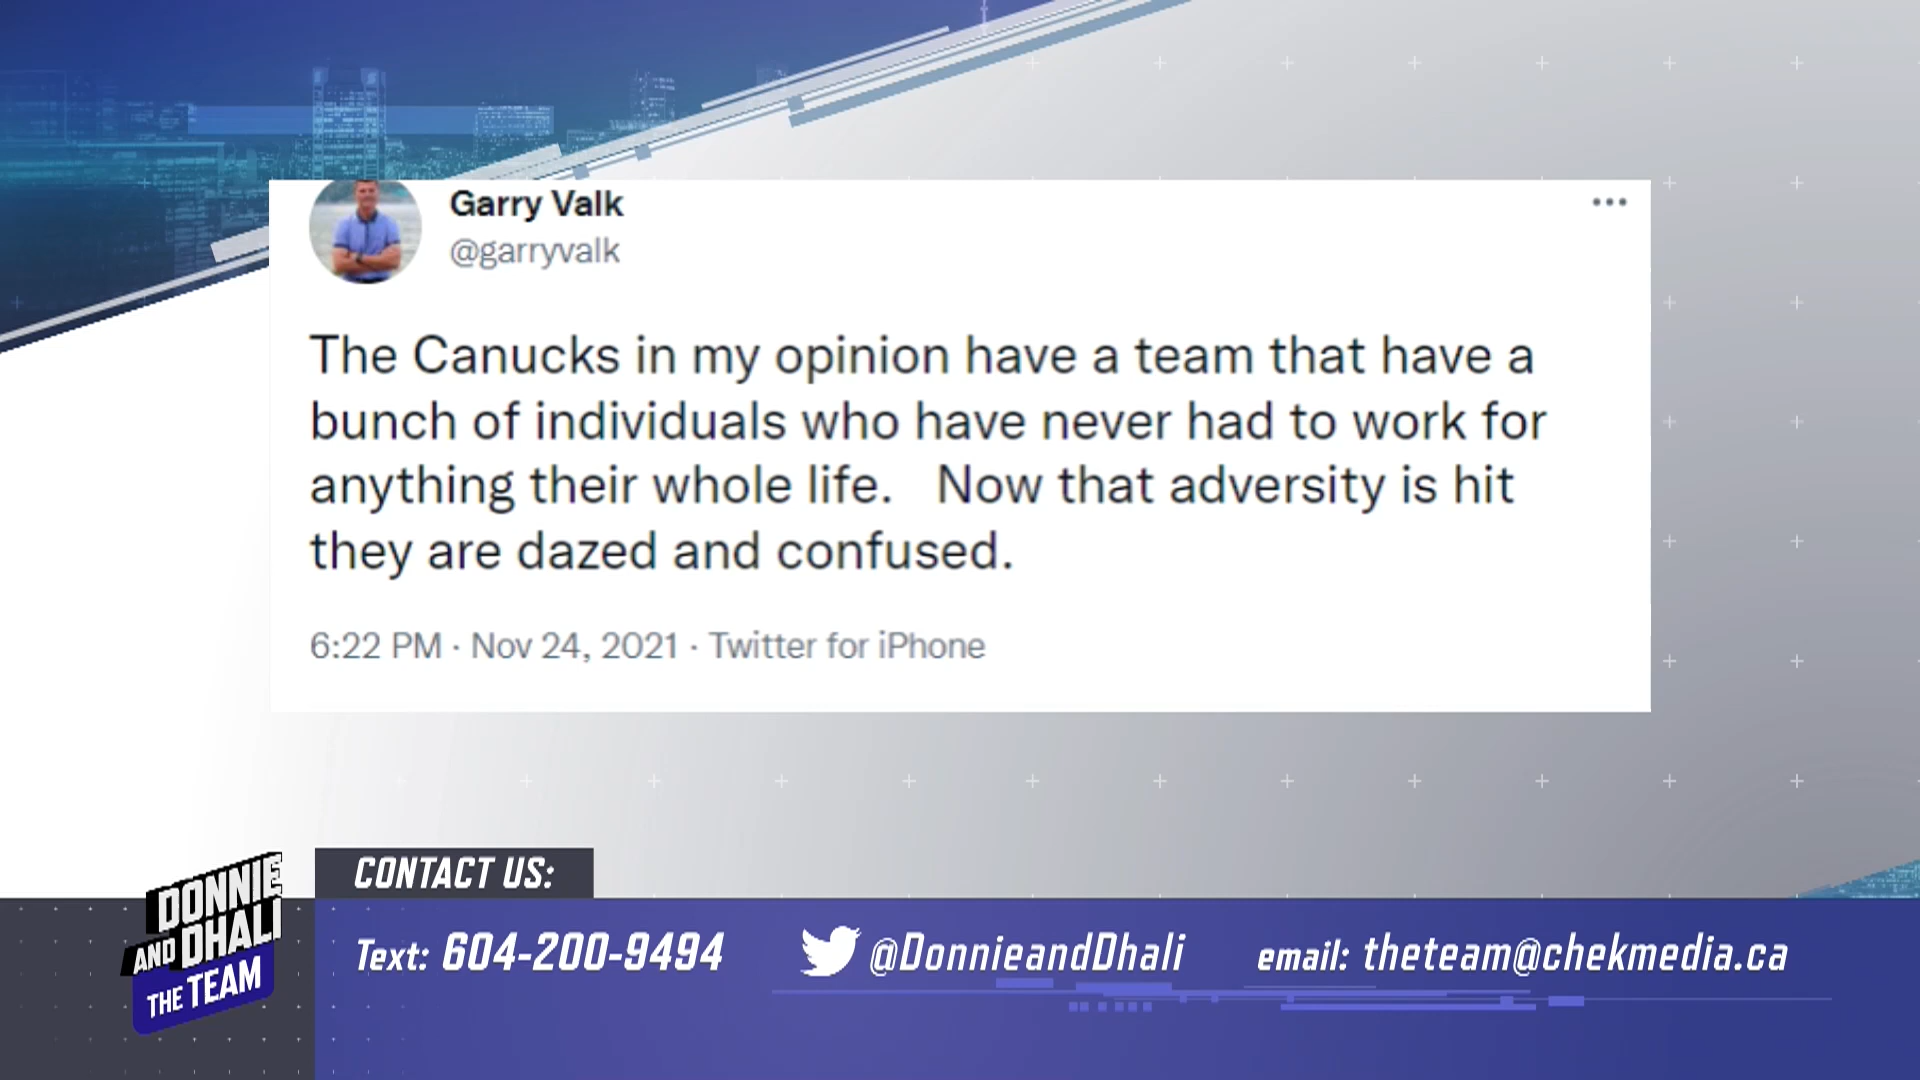 Garry Valk
@garryvalk
The Canucks in my opinion have a team that have a
bunch of individuals who have never had to work for
anything their whole life.   Now that adversity is hit
they are dazed and confused.
6:22 PM · Nov 24, 2021 · Twitter for iPhone
CONTACT US:
DONNIE
AND DHALI
THE TEAM
Text: 604-200-9494
@DonnieandDhali
email: theteam@chekmedia.ca